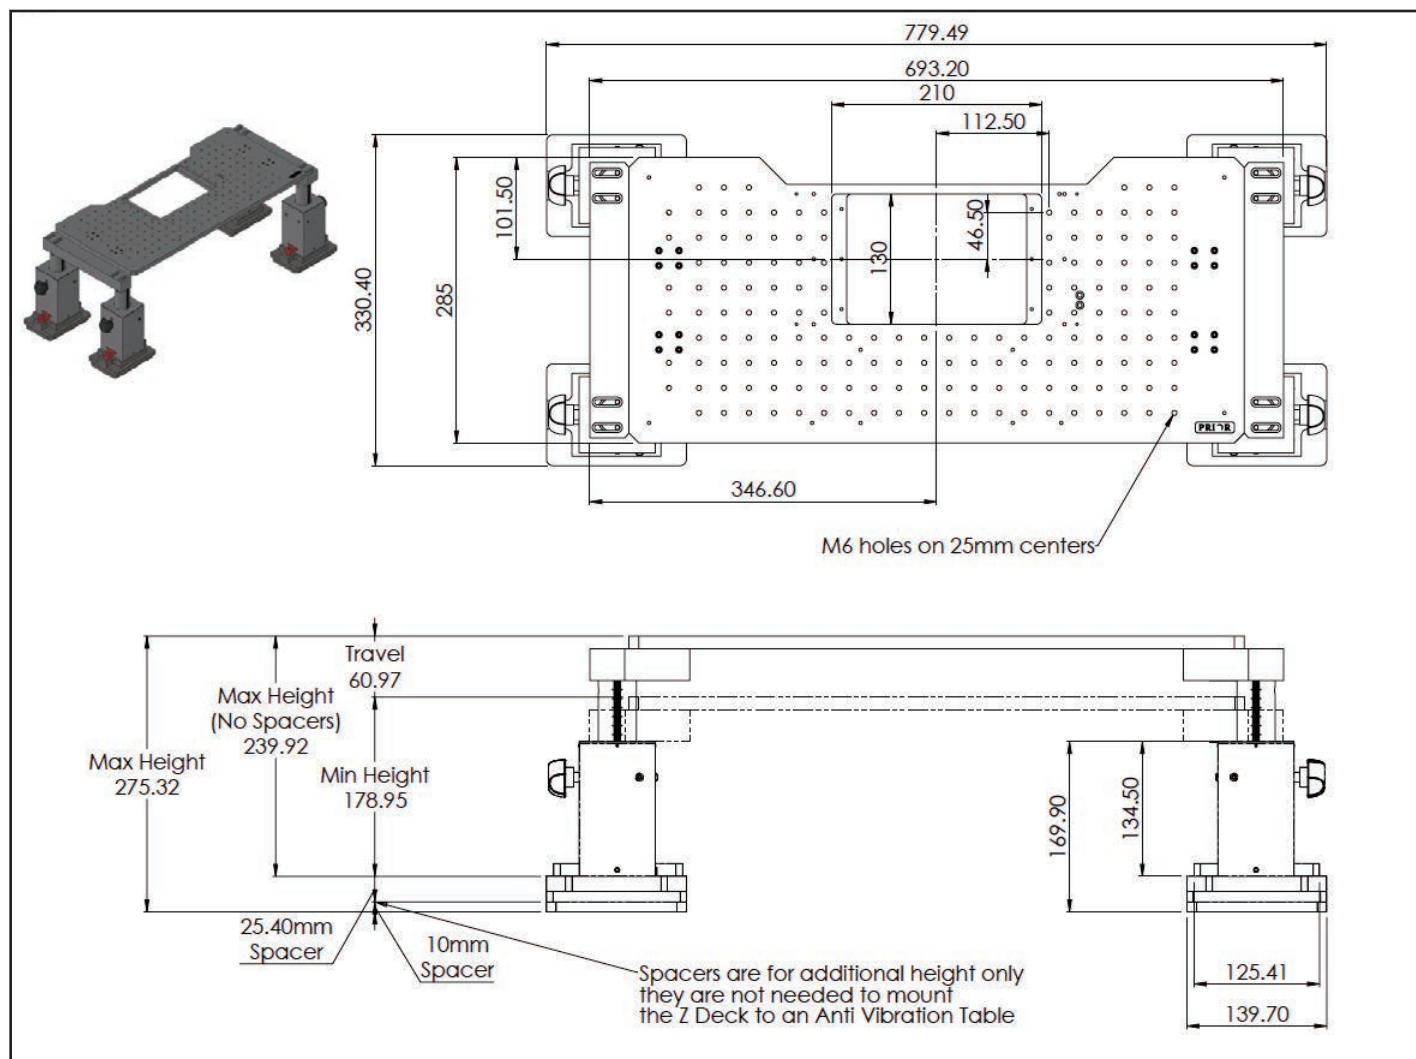 779.49
693.20
210
112.50
101.50
46.50
130
285
330.40
PRIOR
346.60
M6 holes on 25mm centers
Travel
60.97
Max Height
(No Spacers)
239.92
Max Height
275.32
Min Height
178.95
169.90
134.50
25.40mm
Spacer
10mm
Spacer
Spacers are for additional height only
they are not needed to mount
the Z Deck to an Anti Vibration Table
125.41
139.70